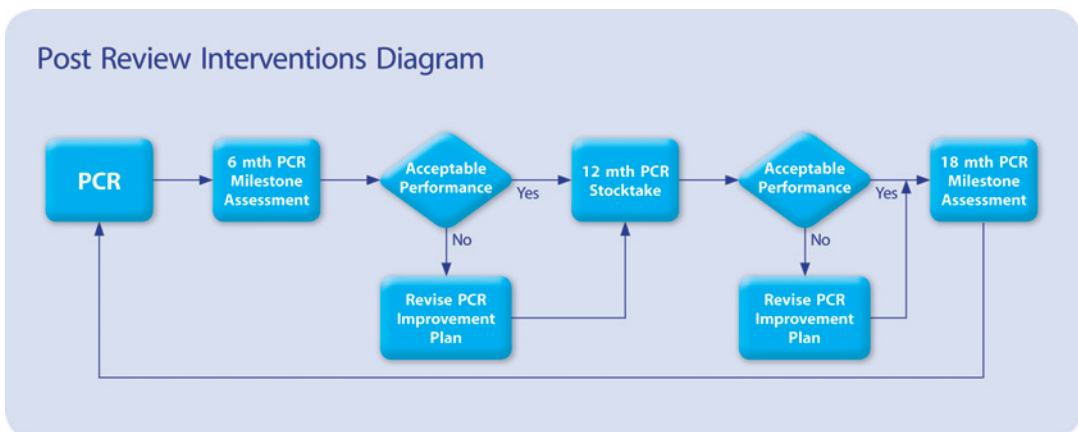 Post Review Interventions Diagram
PCR
6 mth PCR
Milestone
Assessment
Acceptable
Performance
Yes
No
Revise PCR
Improvement
Plan
12 mth PCR
Stocktake
Acceptable
Performance
Yes
No
Revise PCR
Improvement
Plan
18 mth PCR
Milestone
Assessment